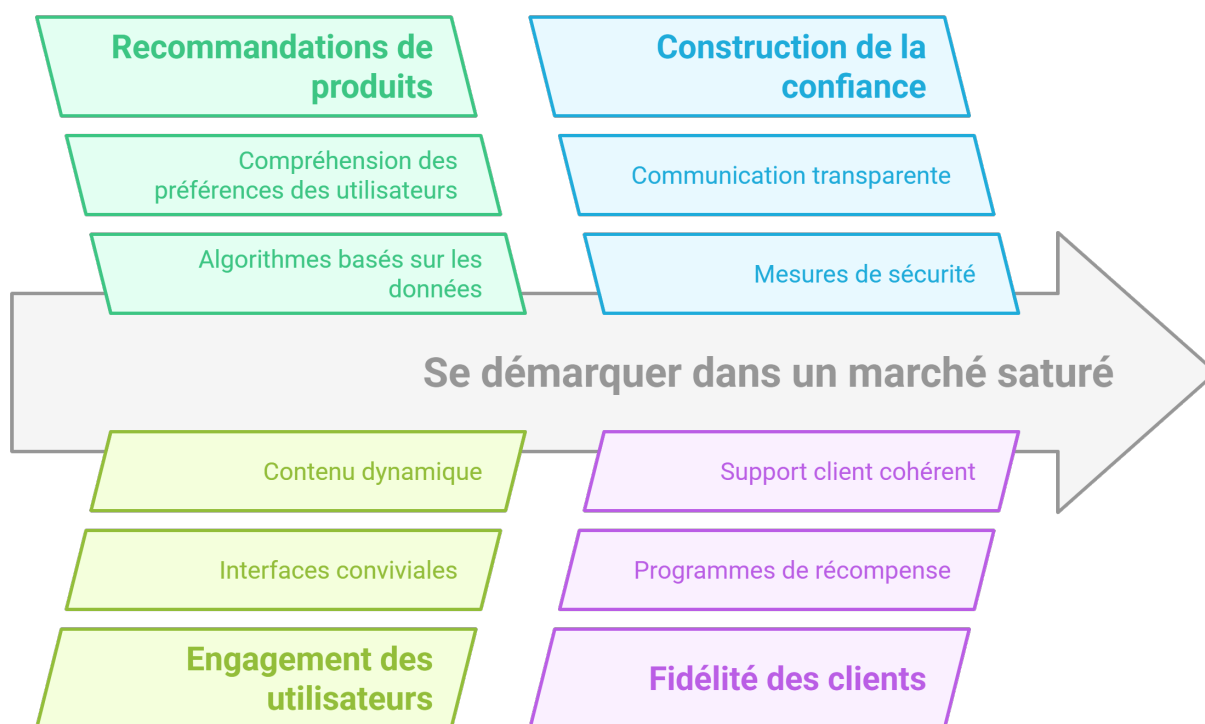 Recommandations de
produits
Construction de la
confiance
Compréhension des
préférences des utilisateurs
Communication transparente
Algorithmes basés sur les
données
Mesures de sécurité
Se démarquer dans un marché saturé
Contenu dynamique
Support client cohérent
Interfaces conviviales
Programmes de récompense
Engagement des
utilisateurs
Fidélité des clients